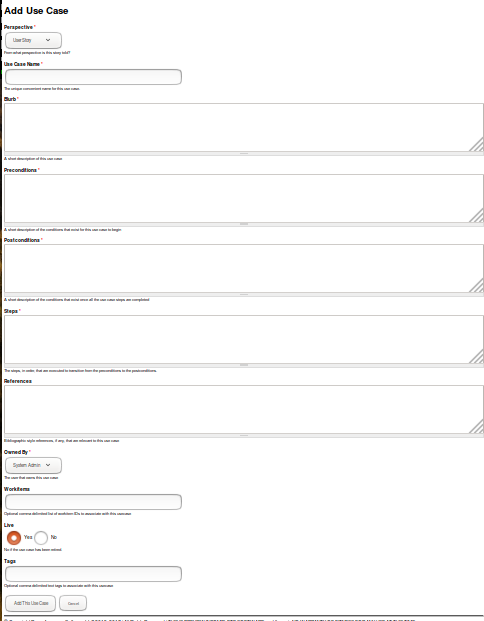 Add Use Case
Perspective *
UserStory
From what perspective is this story told?
Use Case Name *
The unique convenient name for this use case.
Blurb *
A short description of this use case
Preconditions *
A short description of the conditions that exist for this use case to begin
Postconditions *
A short description of the conditions that exist once all the use case steps are completed
Steps *
The steps, in order, that are executed to transition from the preconditions to the postconditions.
References
Bibliographic style references, if any, that are relevant to this use case
Owned By *
System Admin
The user that owns this use case
Workitems
Optional comma delimited list of workitem IDs to associate with this usecase
Live
Yes No
No if the use case has been retired.
Tags
Optional comma delimited text tags to associate with this usecase
Add This Use Case Cancel